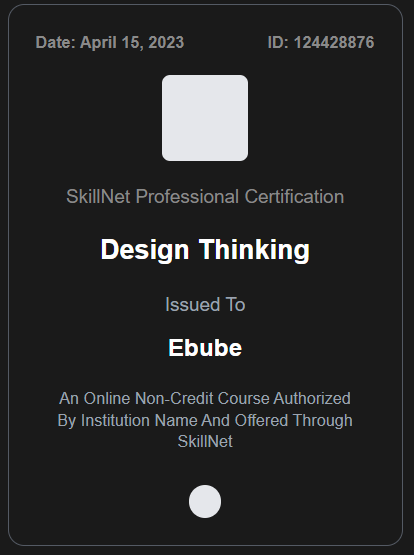 Date: April 15, 2023 ID: 124428876
SkillNet Professional Certification
Design Thinking
Issued To
Ebube
An Online Non-Credit Course Authorized
By Institution Name And Offered Through
SkillNet